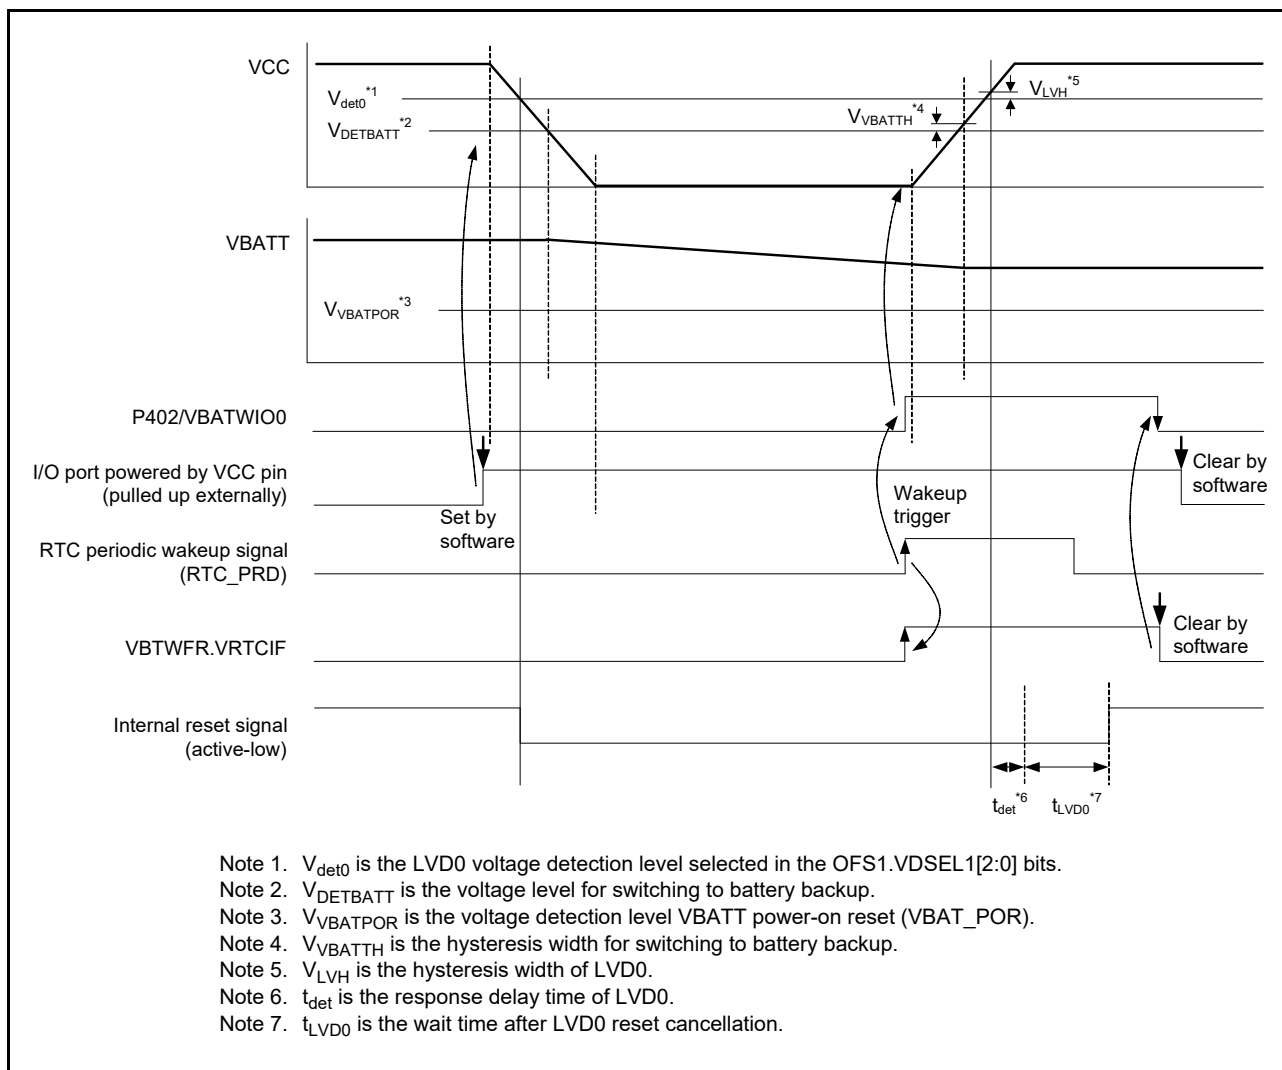 VCC
Vdet0*1
VDETBATT*2
VVBATTH*4
VLVH*5
VBATT
VVBATPOR*3
P402/VBATWIO0
I/O port powered by VCC pin
(pulled up externally)
Set by
software
Wakeup
trigger
Clear by
software
RTC periodic wakeup signal
(RTC_PRD)
VBTWFR.VRTCIF
Clear by
software
Internal reset signal
(active-low)
tdet*6
tLVD0*7
Note 1. Vdet0 is the LVD0 voltage detection level selected in the OFS1.VDSEL1[2:0] bits.
Note 2. VDETBATT is the voltage level for switching to battery backup.
Note 3. VVBATPOR is the voltage detection level VBATT power-on reset (VBAT_POR).
Note 4. VVBATTH is the hysteresis width for switching to battery backup.
Note 5. VLVH is the hysteresis width of LVD0.
Note 6. tdet is the response delay time of LVD0.
Note 7. tLVD0 is the wait time after LVD0 reset cancellation.